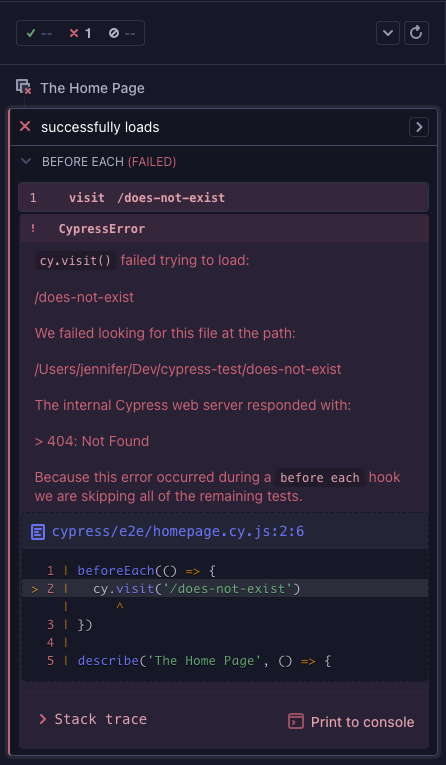 -- 1 --
The Home Page
successfully loads
BEFORE EACH (FAILED)
1 visit /does-not-exist
! CypressError
cy.visit() failed trying to load:
/does-not-exist
We failed looking for this file at the path:
/Users/jennifer/Dev/cypress-test/does-not-exist
The internal Cypress web server responded with:
> 404: Not Found
Because this error occurred during a before each hook
we are skipping all of the remaining tests.
cypress/e2e/homepage.cy.js:2:6
1 | beforeEach(() => {
> 2 | cy.visit('/does-not-exist')
| ^
3 | })
4 |
5 | describe('The Home Page', () => {
Stack trace
Print to console